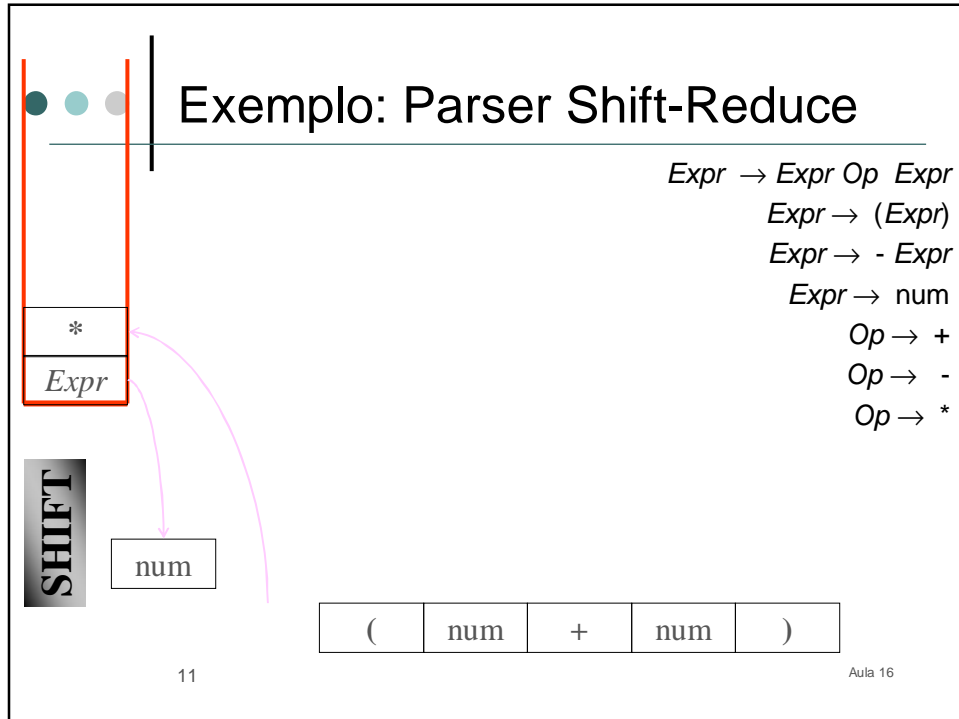 Exemplo: Parser Shift-Reduce
Expr → Expr Op Expr
Expr → (Expr)
Expr → - Expr
Expr → num
Op → +
Op → -
Op → *
*
Expr
SHIFT
num
( num + num )
11
Aula 16